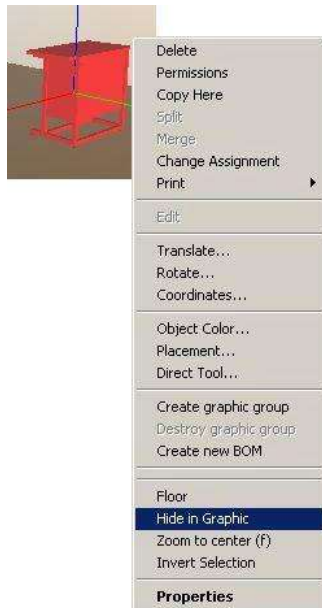 Delete
Permissions
Copy Here
Split
Merge
Change Assignment
Print
Edit
Translate...
Rotate...
Coordinates...
Object Color...
Placement...
Direct Tool...
Create graphic group
Destroy graphic group
Create new BOM
Floor
Hide in Graphic
Zoom to center (f)
Invert Selection
Properties